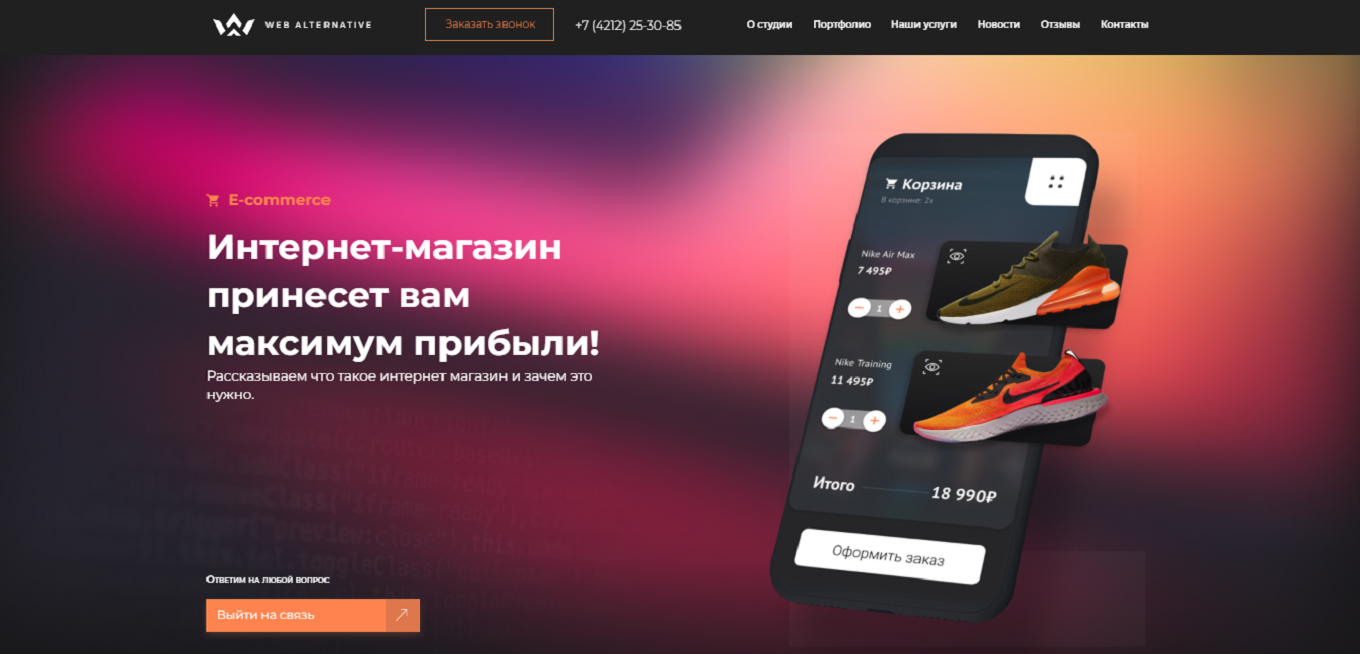 WEB ALTERNATIVE
Заказать звонок
+7 (4212) 25-30-85
О студии
Портфолио
Наши услуги
Новости
Отзывы
Контакты
E-commerce
Интернет-магазин
принесет вам
максимум прибыли!
Рассказываем что такое интернет магазин и зачем это
нужно.
Ответим на любой вопрос
Выйти на связь
Корзина
В корзине: 2х
Nike Air Max
7 495₽
1
Nike Training
11 495₽
1
Итого
18 990₽
Оформить заказ